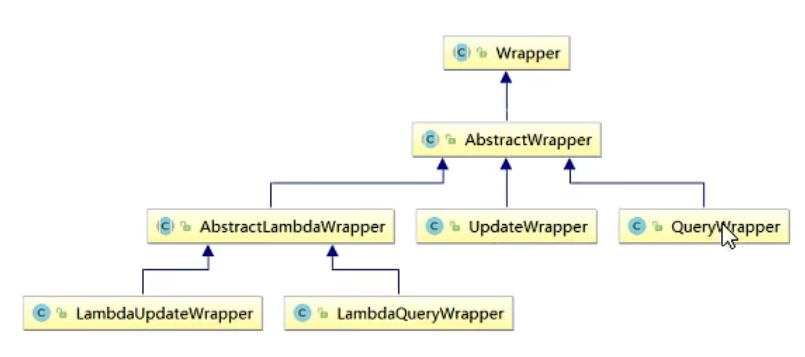 Wrapper
AbstractWrapper
AbstractLambdaWrapper
UpdateWrapper
QueryWrapper
LambdaUpdateWrapper
LambdaQueryWrapper